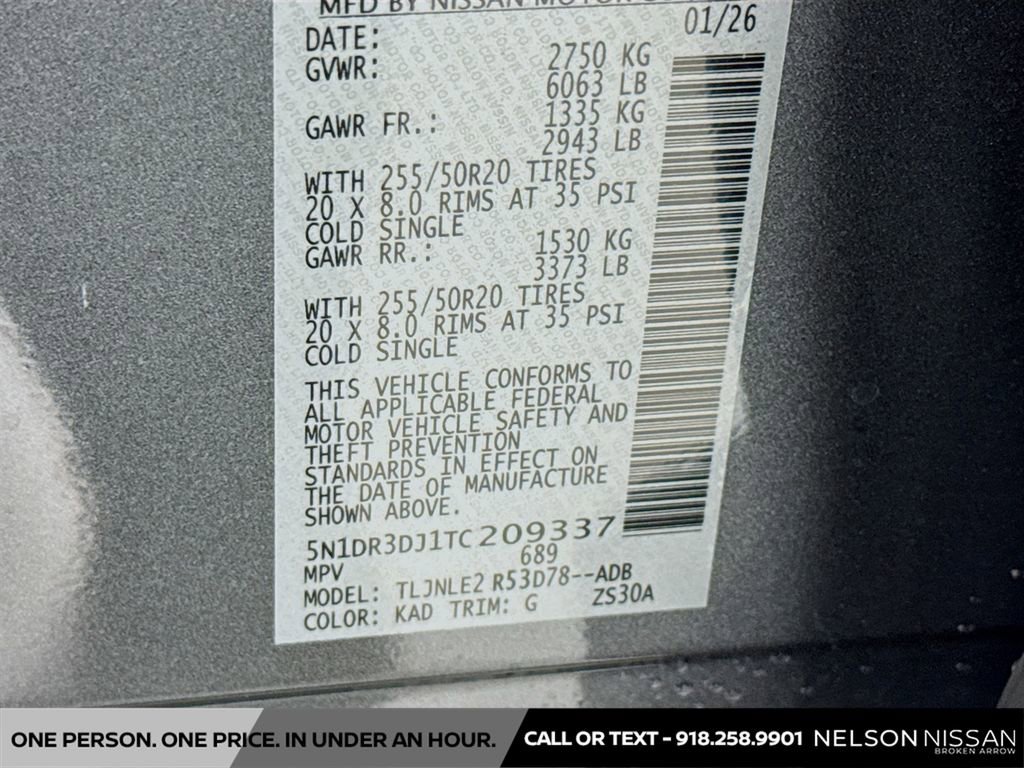 MFD BY NISSAN MOTOR
DATE: 01/26
GVWR: 2750 KG
6063 LB
GAWR FR.: 1335 KG
2943 LB
WITH 255/50R20 TIRES
20 X 8.0 RIMS AT 35 PSI
COLD SINGLE
GAWR RR.: 1530 KG
3373 LB
WITH 255/50R20 TIRES
20 X 8.0 RIMS AT 35 PSI
COLD SINGLE
THIS VEHICLE CONFORMS TO
ALL APPLICABLE FEDERAL
MOTOR VEHICLE SAFETY AND
THEFT PREVENTION
STANDARDS IN EFFECT ON
THE DATE OF MANUFACTURE
SHOWN ABOVE.
5N1DR3DJ1TC209337
MPV 689
MODEL: TLJNLE2 R53D78--ADB
COLOR: KAD TRIM: G ZS30A
ONE PERSON. ONE PRICE. IN UNDER AN HOUR. CALL OR TEXT - 918.258.9901 NELSON NISSAN
BROKEN ARROW